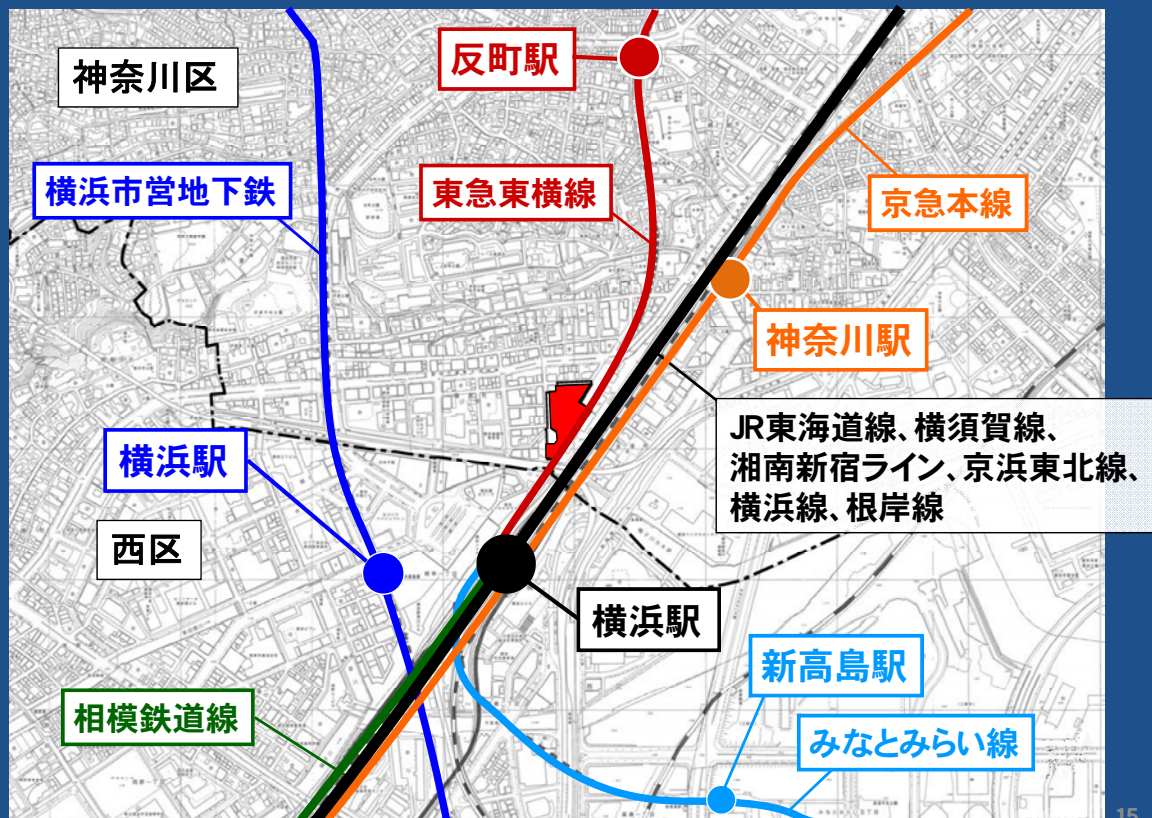 神奈川区
反町駅
横浜市営地下鉄
東急東横線
京急本線
神奈川駅
JR東海道線、横須賀線、
湘南新宿ライン、京浜東北線、
横浜線、根岸線
横浜駅
西区
横浜駅
新高島駅
相模鉄道線
みなとみらい線
15